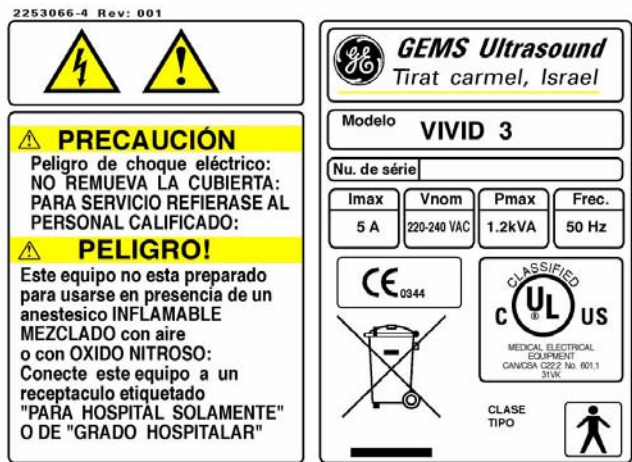 2253066-4 Rev: 001
PRECAUCIÓN
Peligro de choque eléctrico:
NO REMUEVA LA CUBIERTA:
PARA SERVICIO REFIERASE AL
PERSONAL CALIFICADO:
PELIGRO!
Este equipo no esta preparado
para usarse en presencia de un
anestesico INFLAMABLE
MEZCLADO con aire
o con OXIDO NITROSO:
Conecte este equipo a un
receptaculo etiquetado
"PARA HOSPITAL SOLAMENTE"
O DE "GRADO HOSPITALAR"
GE GEMS Ultrasound
Tirat carmel, Israel
Modelo VIVID 3
Nu. de série
Imax Vnom Pmax Frec.
5 A 220-240 VAC 1.2kVA 50 Hz
CE 0344
CLASSIFIED
C UL ® US
MEDICAL ELECTRICAL
EQUIPMENT
CAN/CSA C22,2 No. 601,1
31VK
CLASE
TIPO